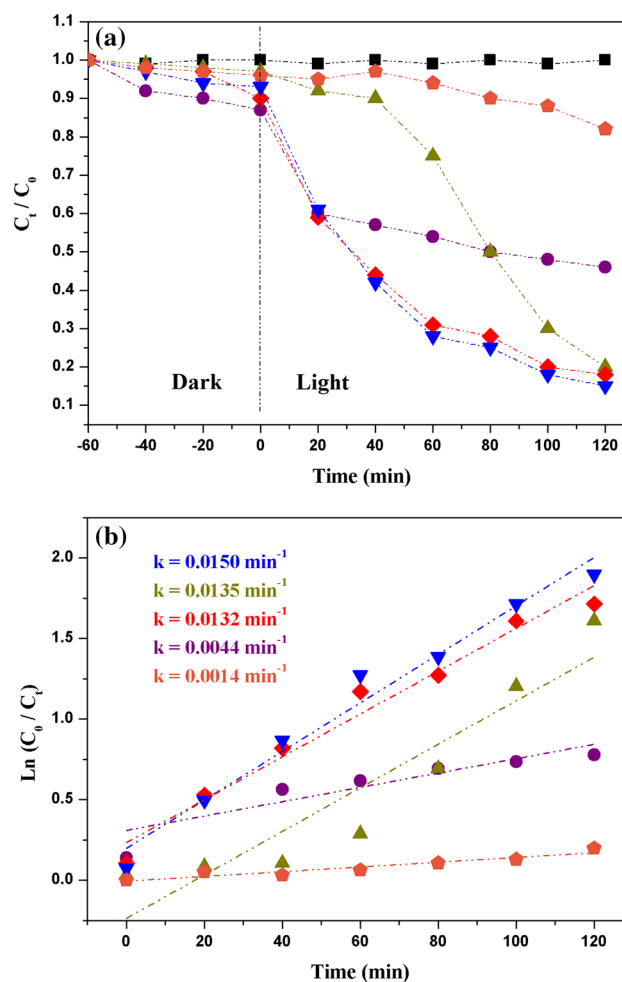 (a)
1.1
1.0
0.9
0.8
0.7
0.6
0.5
0.4
0.3
0.2
0.1
C_t / C_0
Dark
Light
-60 -40 -20 0 20 40 60 80 100 120
Time (min)
(b)
2.0
1.5
1.0
0.5
0.0
Ln (C_0 / C_t)
k = 0.0150 min⁻¹
k = 0.0135 min⁻¹
k = 0.0132 min⁻¹
k = 0.0044 min⁻¹
k = 0.0014 min⁻¹
0 20 40 60 80 100 120
Time (min)